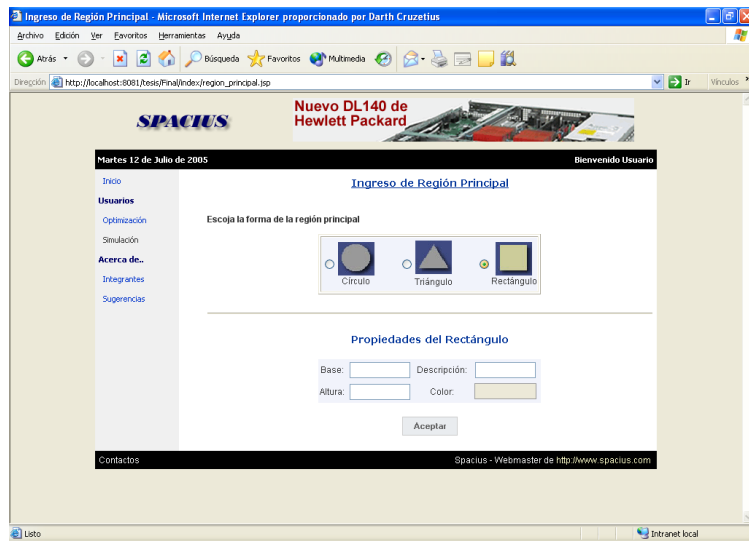 Ingreso de Región Principal - Microsoft Internet Explorer proporcionado por Darth Cruzetius
Archivo Edición Ver Favoritos Herramientas Ayuda
Atrás Búsqueda Favoritos Multimedia
Dirección http://localhost:8081/tesis/Final/index/region_principal.jsp Ir Vínculos »
SPACIUS
Nuevo DL140 de
Hewlett Packard
Martes 12 de Julio de 2005 Bienvenido Usuario
Inicio
Usuarios
Optimización
Simulación
Acerca de..
Integrantes
Sugerencias
Ingreso de Región Principal
Escoja la forma de la región principal
Círculo Triángulo Rectángulo
Propiedades del Rectángulo
Base: Descripción:
Altura: Color:
Aceptar
Contactos Spacius - Webmaster de http://www.spacius.com
Listo Intranet local